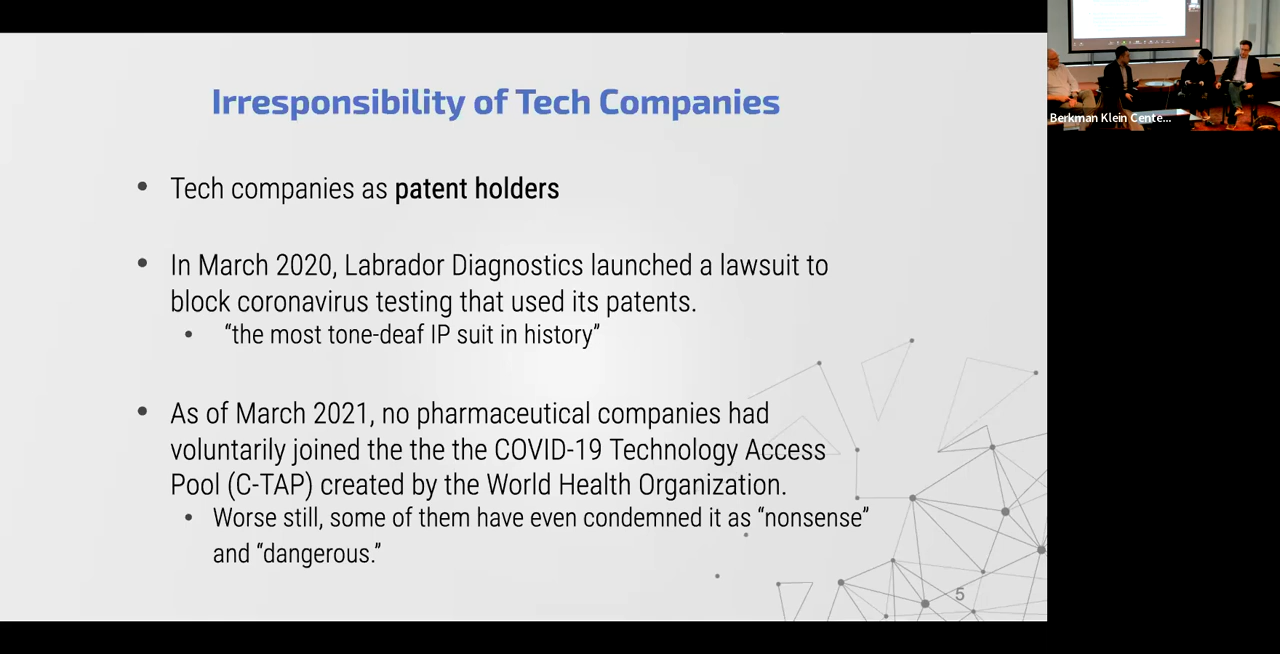 Irresponsibility of Tech Companies
• Tech companies as patent holders
• In March 2020, Labrador Diagnostics launched a lawsuit to
block coronavirus testing that used its patents.
• “the most tone-deaf IP suit in history”
• As of March 2021, no pharmaceutical companies had
voluntarily joined the the the COVID-19 Technology Access
Pool (C-TAP) created by the World Health Organization.
• Worse still, some of them have even condemned it as “nonsense”
and “dangerous.”
5
Berkman Klein Cente...